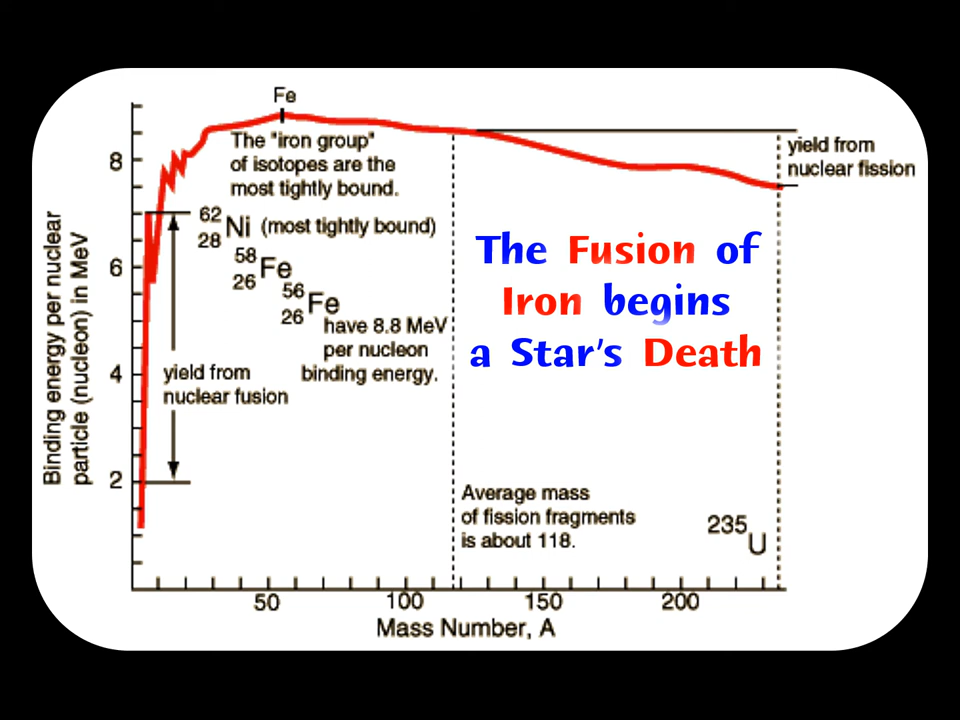 Fe
The "iron group"
of isotopes are the
most tightly bound.
62
28
Ni (most tightly bound)
58
26
Fe
56
26
Fe
have 8.8 MeV
per nucleon
binding energy.
yield from
nuclear fusion
yield from
nuclear fission
The Fusion of
Iron begins
a Star's Death
Average mass
of fission fragments
is about 118.
235
U
Binding energy per nuclear
particle (nucleon) in MeV
8
6
4
2
50 100 150 200
Mass Number, A